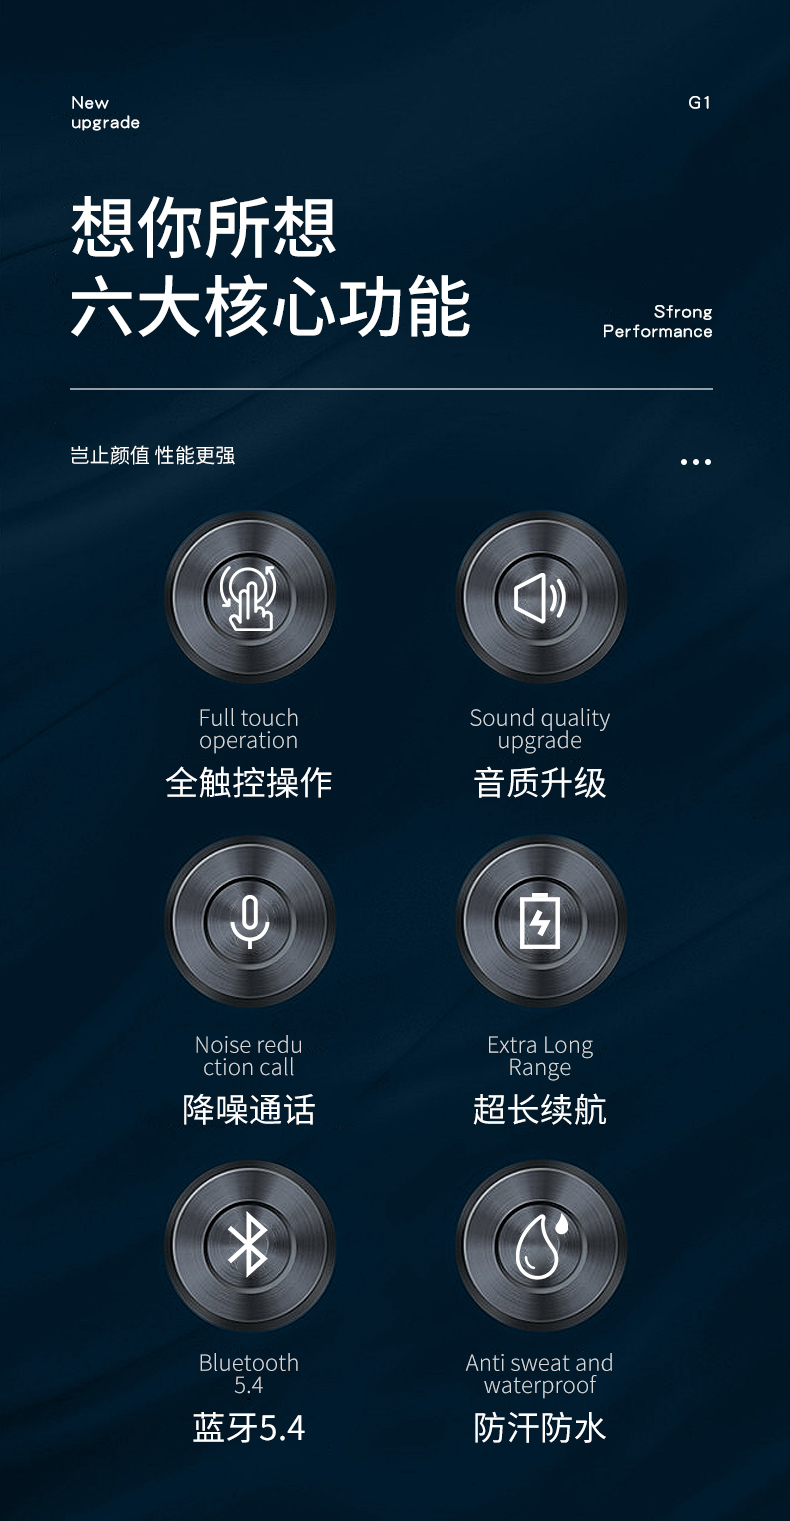 New
upgrade
G1
想你所想
六大核心功能
Sfrong
Performance
岂止颜值 性能更强
Full touch
operation
全触控操作
Sound quality
upgrade
音质升级
Noise redu
ction call
降噪通话
Extra Long
Range
超长续航
Bluetooth
5.4
蓝牙5.4
Anti sweat and
waterproof
防汗防水